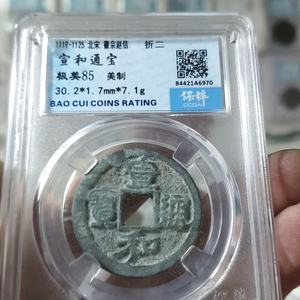 1119-1125 北宋 徽宗赵佶 折二
宣和通宝
极美85 美制
30.2*1.7mm*7.1g
BAO CUI COINS RATING
B4421A6970
保粹
宣
寶 通
和